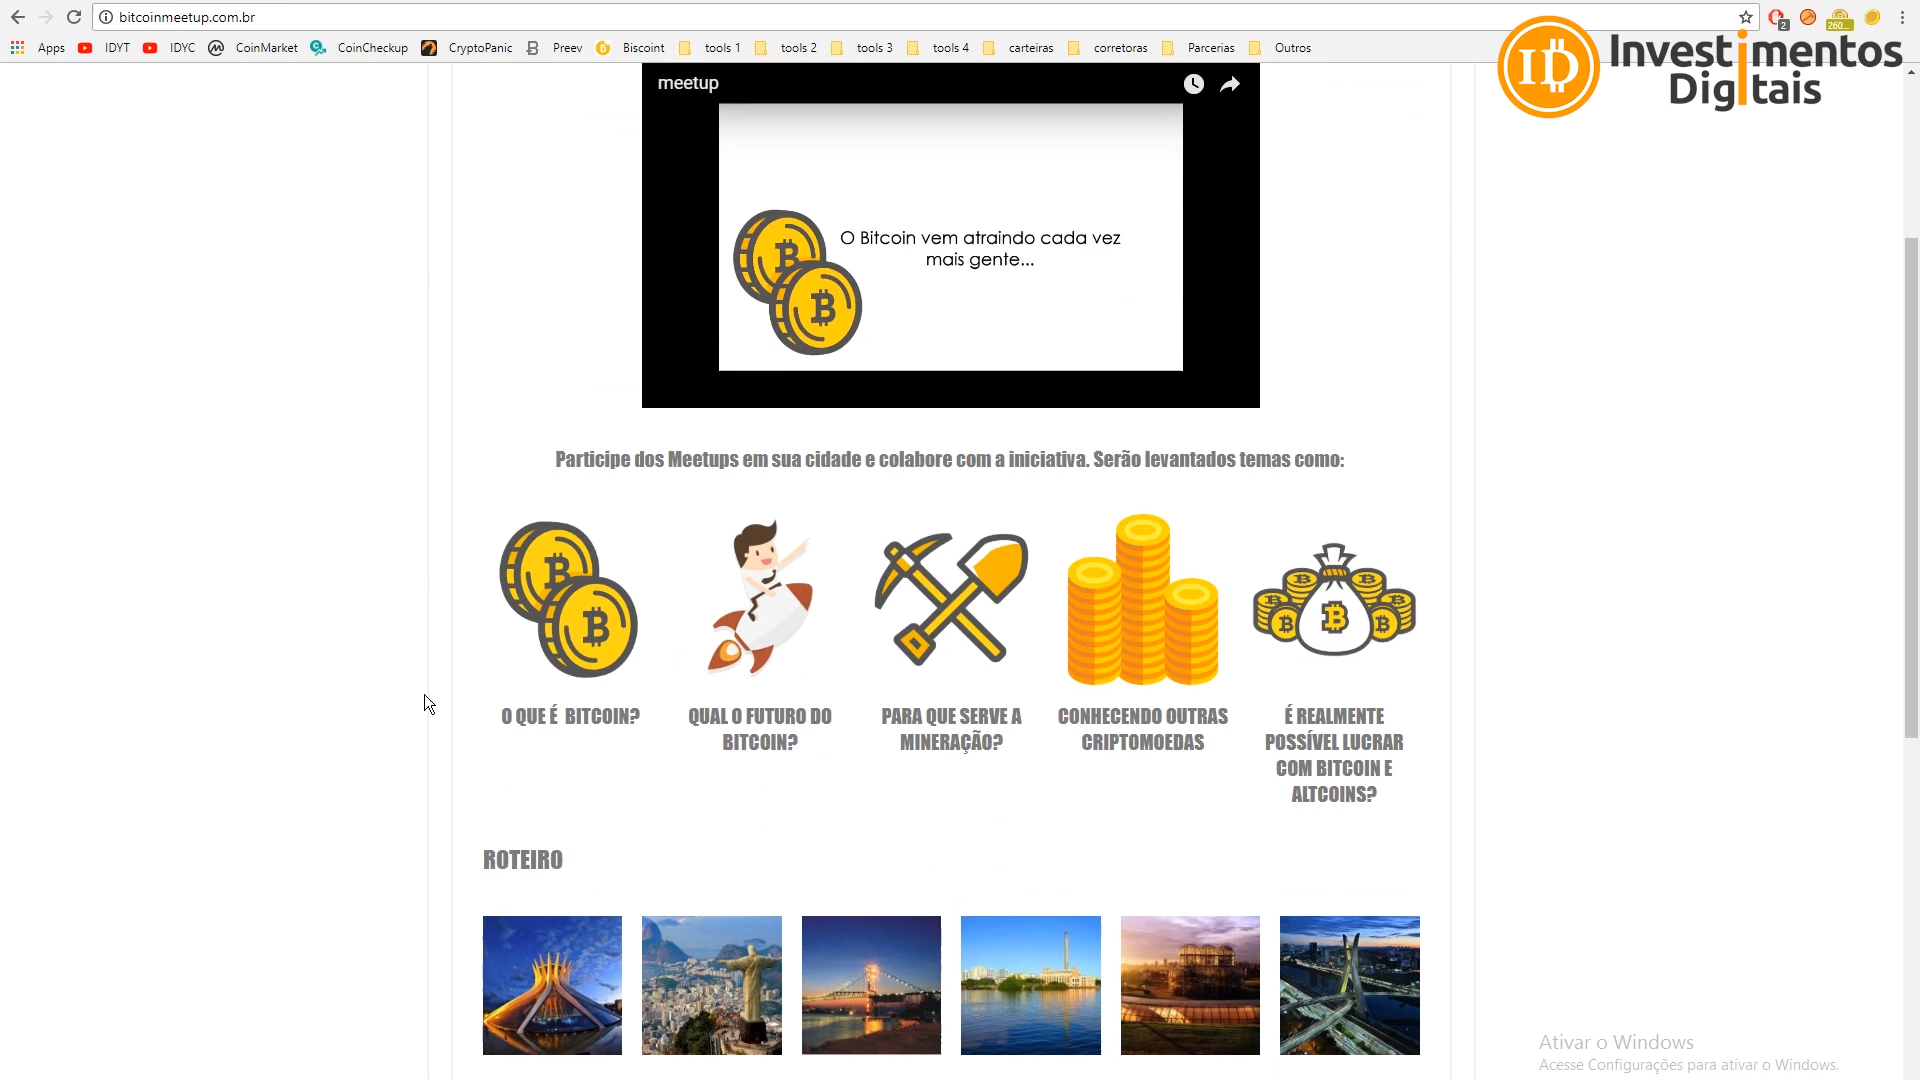 bitcoinmeetup.com.br
Apps IDYT IDYC CoinMarket CoinCheckup CryptoPanic Preev Biscoint tools 1 tools 2 tools 3 tools 4 carteiras corretoras Parcerias Outros
2
260...
Investimentos
Digitais
meetup
O Bitcoin vem atraindo cada vez
mais gente...
Participe dos Meetups em sua cidade e colabore com a iniciativa. Serão levantados temas como:
O QUE É BITCOIN?
QUAL O FUTURO DO
BITCOIN?
PARA QUE SERVE A
MINERAÇÃO?
CONHECENDO OUTRAS
CRIPTOMOEDAS
É REALMENTE
POSSÍVEL LUCRAR
COM BITCOIN E
ALTCOINS?
ROTEIRO
Ativar o Windows
Acesse Configurações para ativar o Windows.